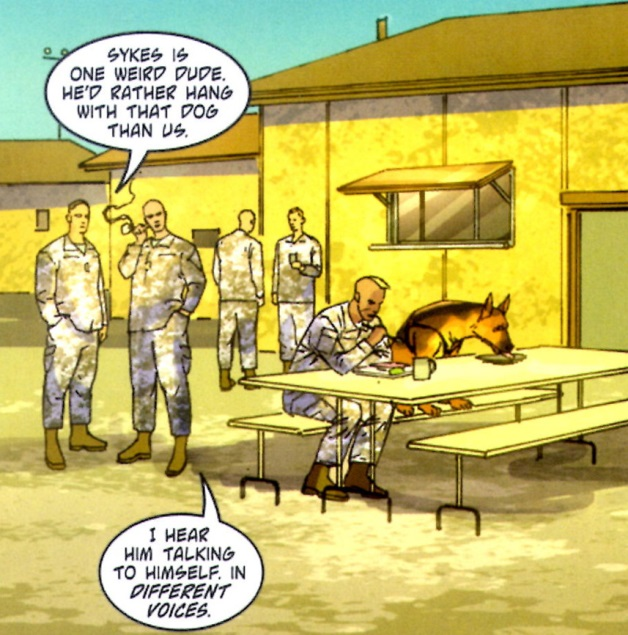 SYKES IS
ONE WEIRD DUDE.
HE'D RATHER HANG
WITH THAT DOG
THAN US.
I HEAR
HIM TALKING
TO HIMSELF. IN
DIFFERENT
VOICES.